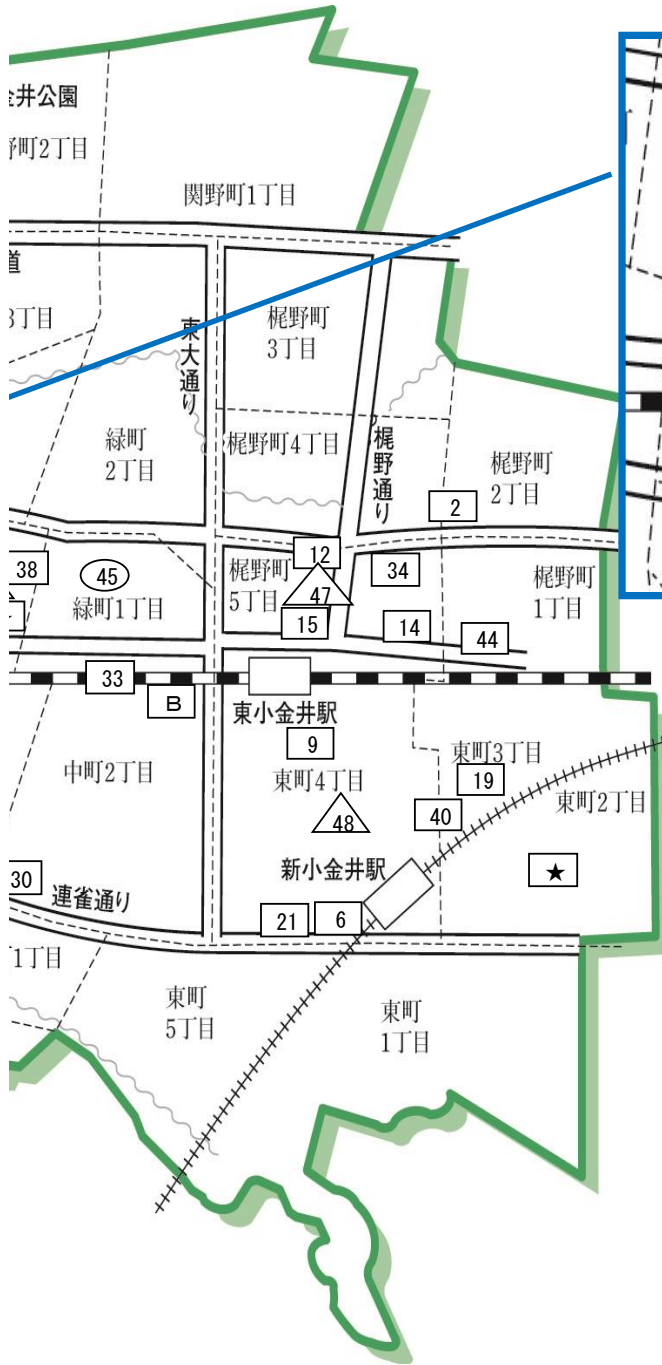 井公園
野町2丁目
関野町1丁目
道
3丁目
東大通り
梶野町
3丁目
緑町
2丁目
梶野町4丁目
梶野通り
梶野町
2丁目
2
38
45
緑町1丁目
梶野町
5丁目
12
47
15
34
14
44
梶野町
1丁目
33
B
東小金井駅
9
中町2丁目
東町4丁目
48
東町3丁目
19
40
東町2丁目
新小金井駅
★
30
連雀通り
21
6
1丁目
東町
5丁目
東町
1丁目